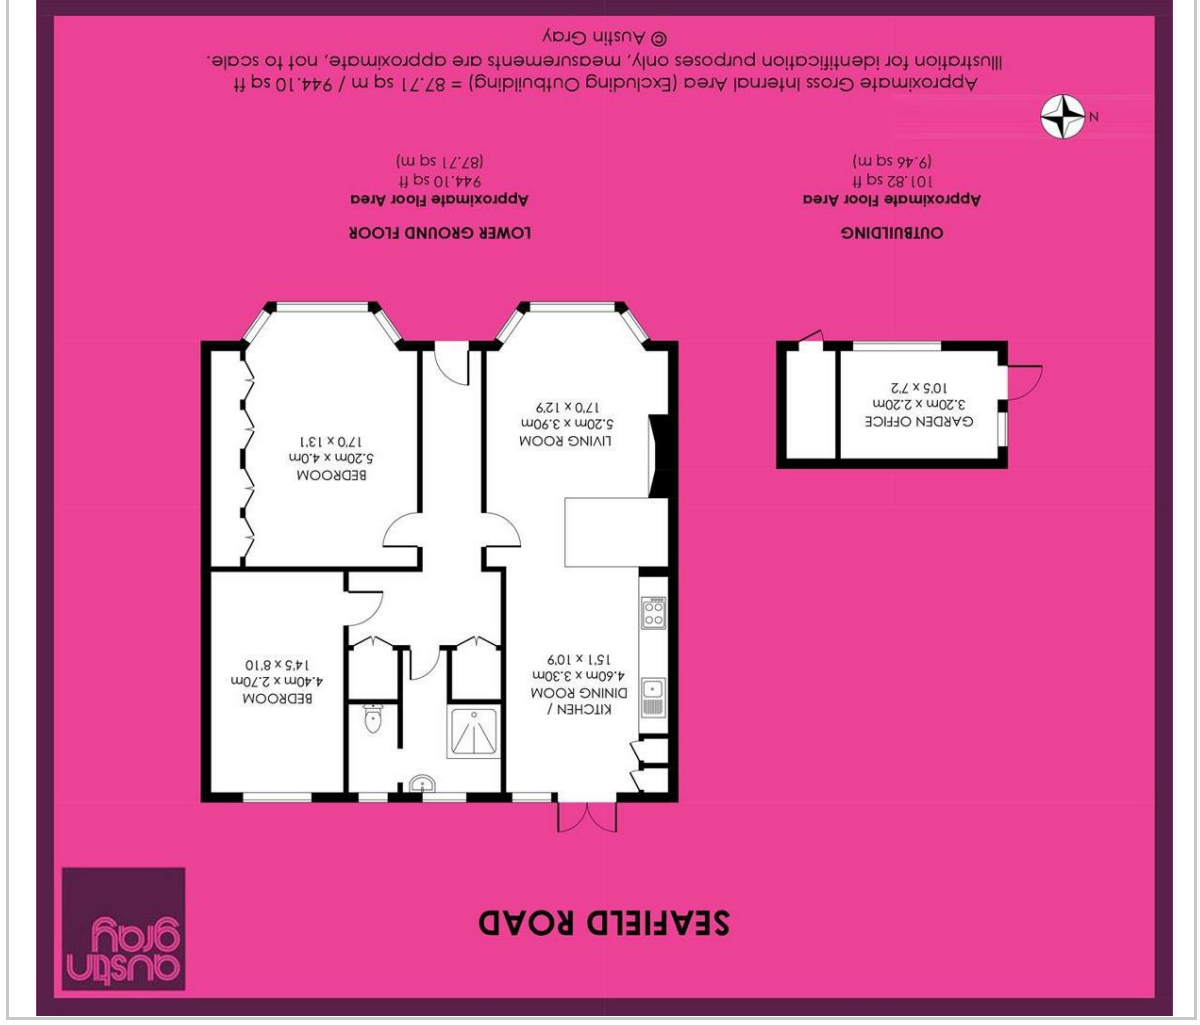 austin
gray
SEAFIELD ROAD
KITCHEN /
DINING ROOM
4.60m x 3.30m
15'1 x 10'9
BEDROOM
4.40m x 2.70m
14'5 x 8'10
LIVING ROOM
5.20m x 3.90m
17'0 x 12'9
BEDROOM
5.20m x 4.0m
17'0 x 13'1
GARDEN OFFICE
3.20m x 2.20m
10'5 x 7'2
OUTBUILDING
Approximate Floor Area
101.82 sq ft
(9.46 sq m)
LOWER GROUND FLOOR
Approximate Floor Area
944.10 sq ft
(87.71 sq m)
N
Approximate Gross Internal Area (Excluding Outbuilding) = 87.71 sq m / 944.10 sq ft
Illustration for identification purposes only, measurements are approximate, not to scale.
© Austin Gray